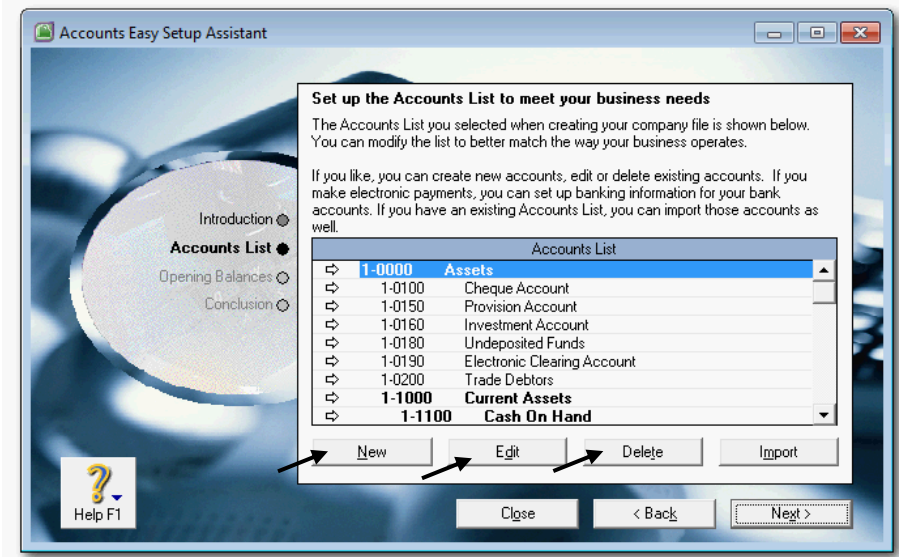 Accounts Easy Setup Assistant
Set up the Accounts List to meet your business needs
The Accounts List you selected when creating your company file is shown below.
You can modify the list to better match the way your business operates.
If you like, you can create new accounts, edit or delete existing accounts. If you
make electronic payments, you can set up banking information for your bank
accounts. If you have an existing Accounts List, you can import those accounts as
well.
Introduction
Accounts List
Opening Balances
Conclusion
Accounts List
1-0000 Assets
1-0100 Cheque Account
1-0150 Provision Account
1-0160 Investment Account
1-0180 Undeposited Funds
1-0190 Electronic Clearing Account
1-0200 Trade Debtors
1-1000 Current Assets
1-1100 Cash On Hand
New Edit Delete Import
Help F1
Close < Back Next >